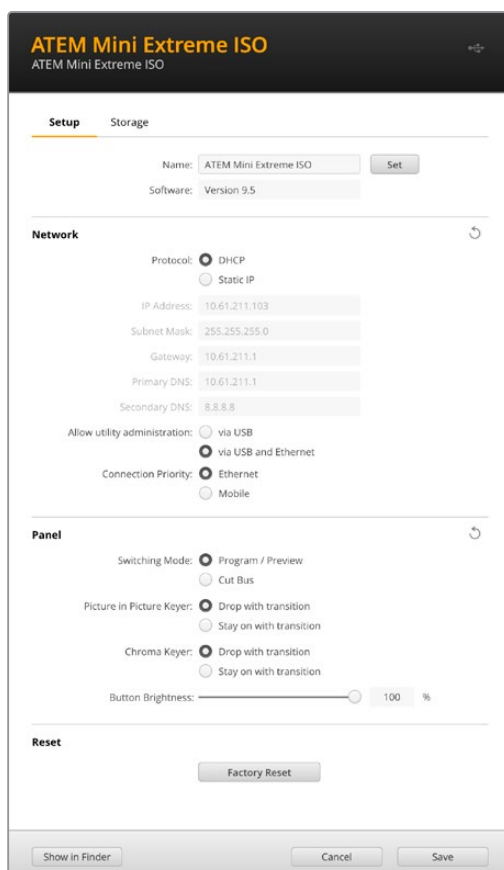 ATEM Mini Extreme ISO
ATEM Mini Extreme ISO
Setup Storage
Name: ATEM Mini Extreme ISO Set
Software: Version 9.5
Network
Protocol: DHCP
Static IP
IP Address: 10.61.211.103
Subnet Mask: 255.255.255.0
Gateway: 10.61.211.1
Primary DNS: 10.61.211.1
Secondary DNS: 8.8.8.8
Allow utility administration: via USB
via USB and Ethernet
Connection Priority: Ethernet
Mobile
Panel
Switching Mode: Program / Preview
Cut Bus
Picture in Picture Keyer: Drop with transition
Stay on with transition
Chroma Keyer: Drop with transition
Stay on with transition
Button Brightness: 100 %
Reset
Factory Reset
Show in Finder Cancel Save